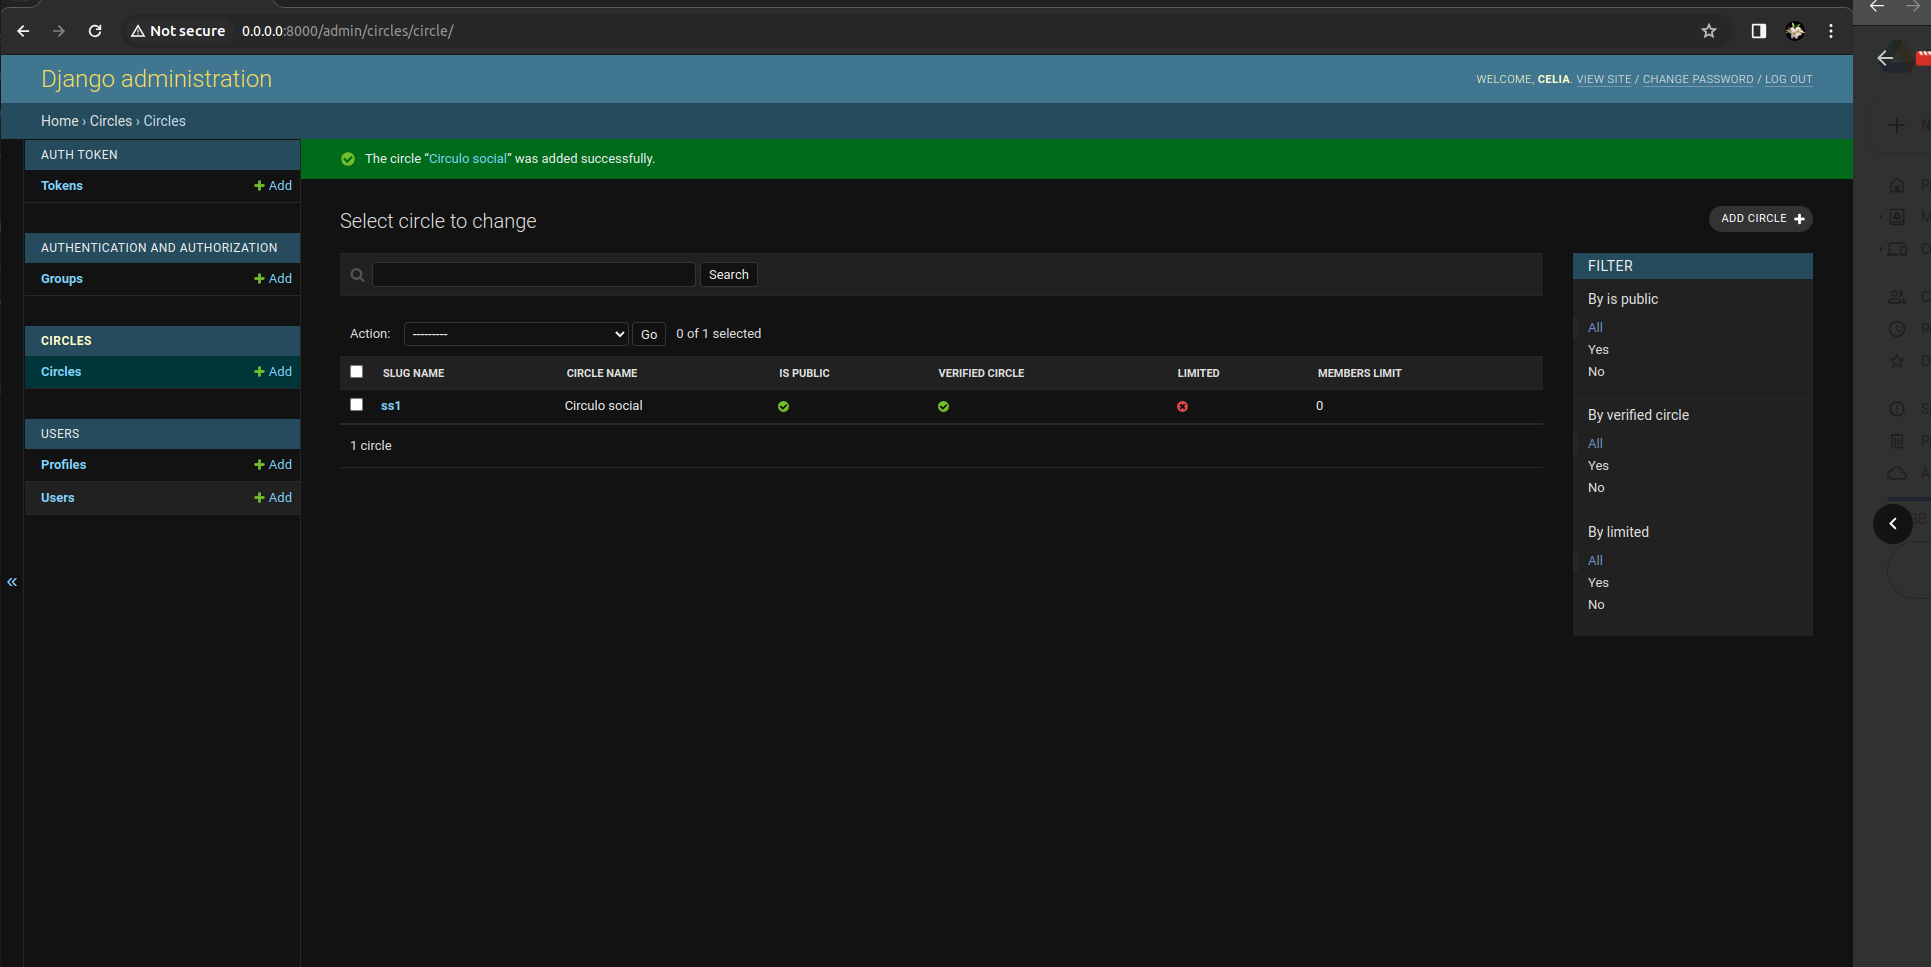 Not secure 0.0.0.0:8000/admin/circles/circle/
Django administration
WELCOME, CELIA. VIEW SITE / CHANGE PASSWORD / LOG OUT
Home › Circles › Circles
AUTH TOKEN
Tokens + Add
AUTHENTICATION AND AUTHORIZATION
Groups + Add
CIRCLES
Circles + Add
USERS
Profiles + Add
Users + Add
«
The circle “Circulo social” was added successfully.
Select circle to change
ADD CIRCLE +
Search
Action: --------- Go 0 of 1 selected
SLUG NAME CIRCLE NAME IS PUBLIC VERIFIED CIRCLE LIMITED MEMBERS LIMIT
ss1 Circulo social 0
1 circle
FILTER
By is public
All
Yes
No
By verified circle
All
Yes
No
By limited
All
Yes
No